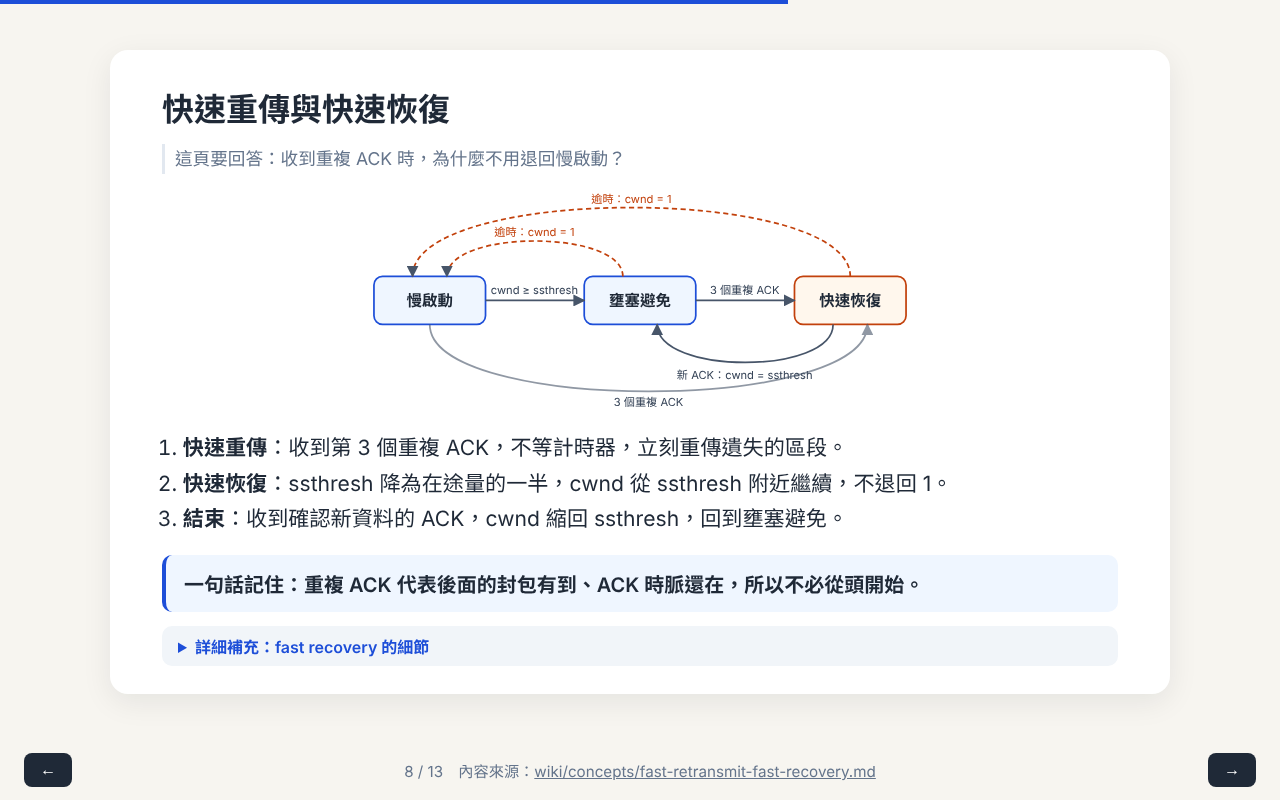 快速重傳與快速恢復
這頁要回答：收到重複 ACK 時，為什麼不用退回慢啟動？
逾時：cwnd = 1
逾時：cwnd = 1
慢啟動
cwnd ≥ ssthresh
壅塞避免
3 個重複 ACK
快速恢復
新 ACK：cwnd = ssthresh
3 個重複 ACK
1. 快速重傳：收到第 3 個重複 ACK，不等計時器，立刻重傳遺失的區段。
2. 快速恢復：ssthresh 降為在途量的一半，cwnd 從 ssthresh 附近繼續，不退回 1。
3. 結束：收到確認新資料的 ACK，cwnd 縮回 ssthresh，回到壅塞避免。
一句話記住：重複 ACK 代表後面的封包有到、ACK 時脈還在，所以不必從頭開始。
▶ 詳細補充：fast recovery 的細節
← 8 / 13 內容來源：wiki/concepts/fast-retransmit-fast-recovery.md →